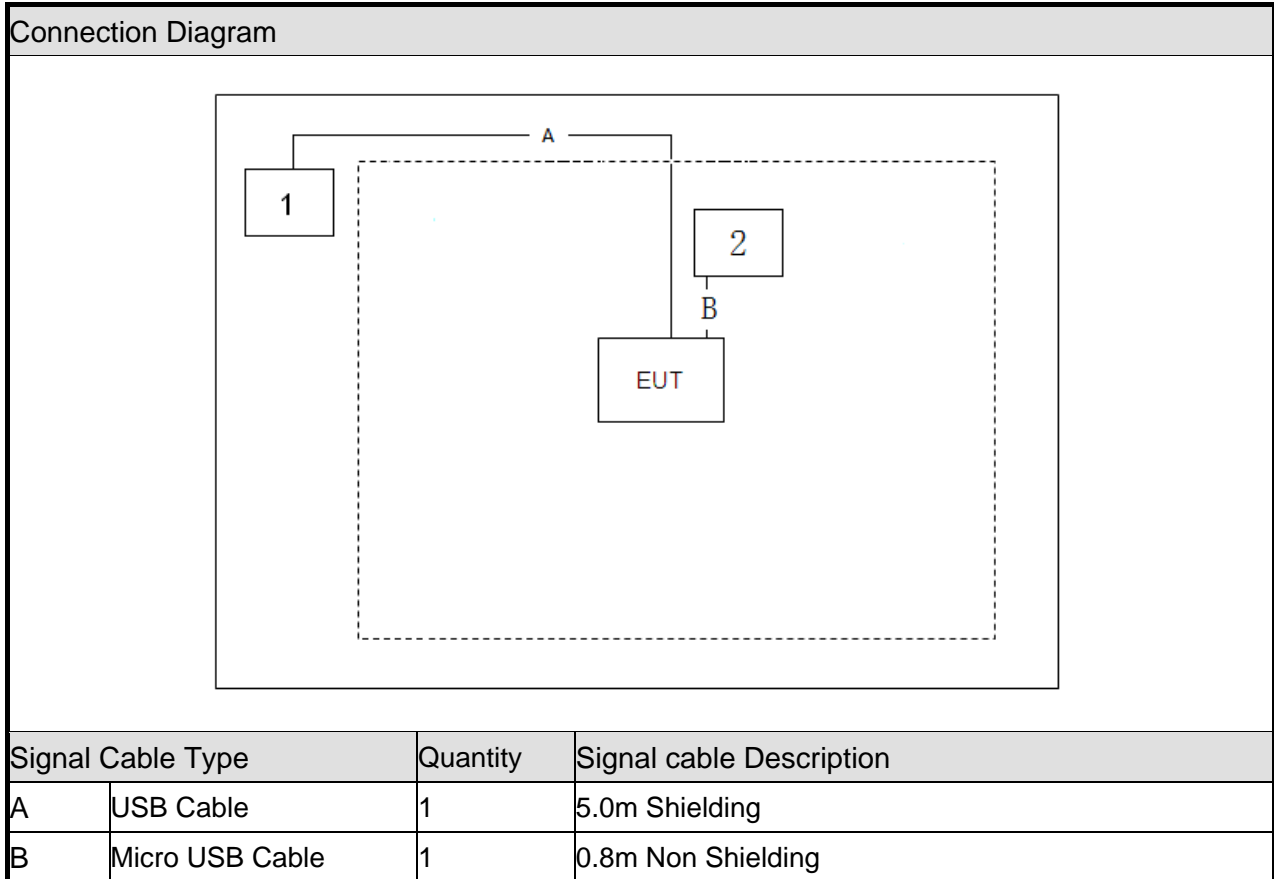 Connection Diagram
A
1
2
B
EUT
Signal Cable Type Quantity Signal cable Description
A USB Cable 1 5.0m Shielding
B Micro USB Cable 1 0.8m Non Shielding